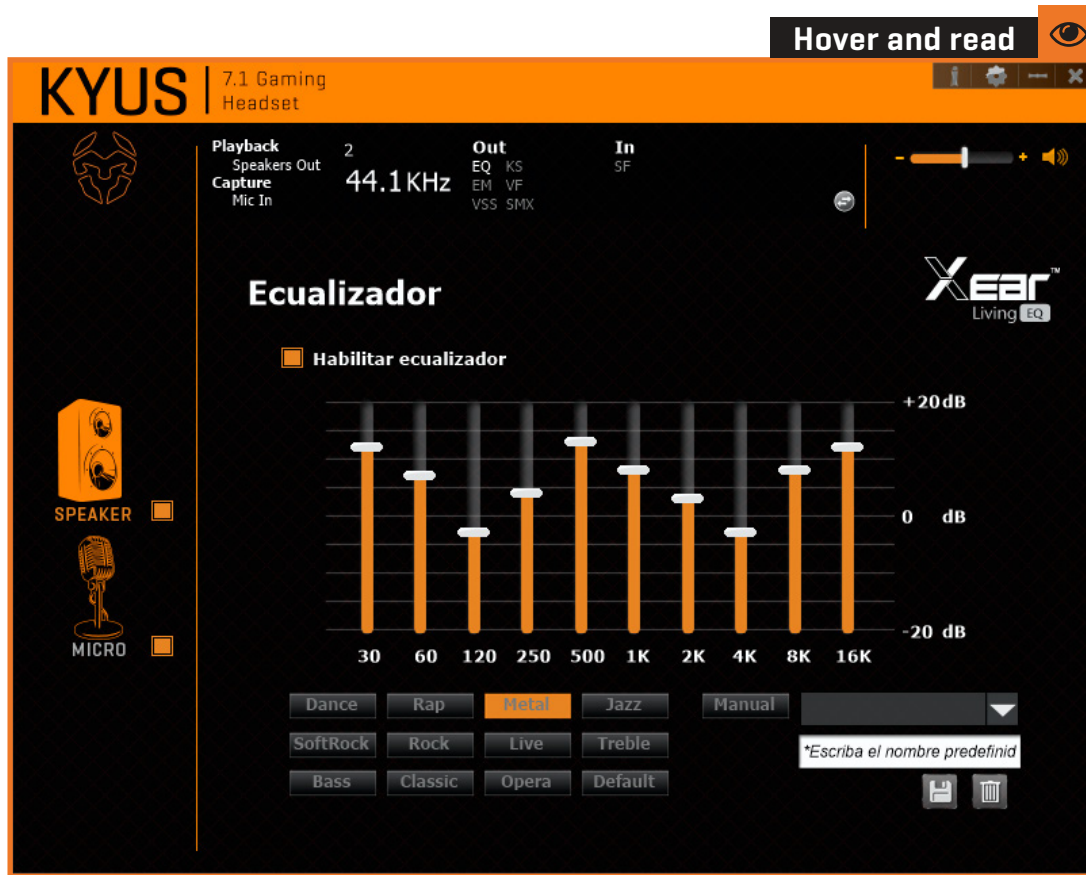 Hover and read
KYUS
7.1 Gaming
Headset
Playback
Speakers Out
Capture
Mic In
2
44.1KHz
Out
EQ KS
EM VF
VSS SMX
In
SF
- +
Xear™
Living EQ
Ecualizador
Habilitar ecualizador
+20dB
0 dB
-20 dB
SPEAKER
MICRO
30 60 120 250 500 1K 2K 4K 8K 16K
Dance Rap Metal Jazz Manual
SoftRock Rock Live Treble
*Escriba el nombre predefinid
Bass Classic Opera Default